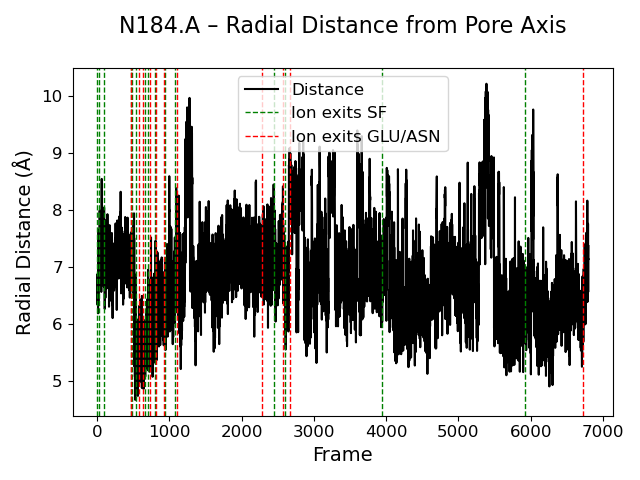 N184.A – Radial Distance from Pore Axis
Distance
Ion exits SF
Ion exits GLU/ASN
Radial Distance (Å)
10
9
8
7
6
5
0
1000
2000
3000
4000
5000
6000
7000
Frame